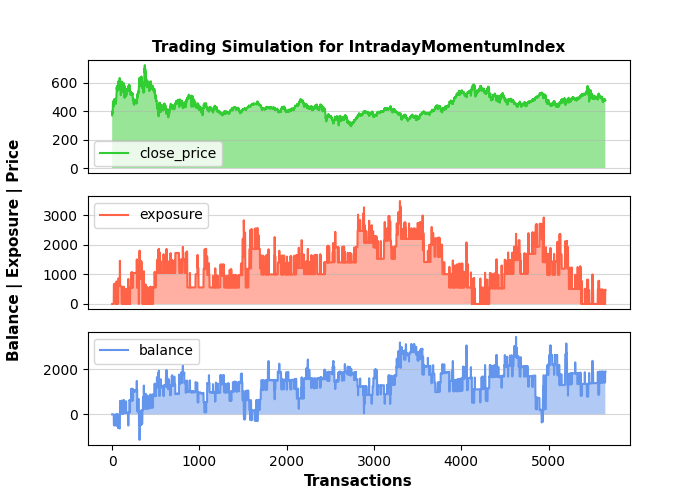 Trading Simulation for IntradayMomentumIndex
600
400
200
0
close_price
3000
2000
1000
0
exposure
2000
0
balance
0 1000 2000 3000 4000 5000
Transactions
Balance | Exposure | Price